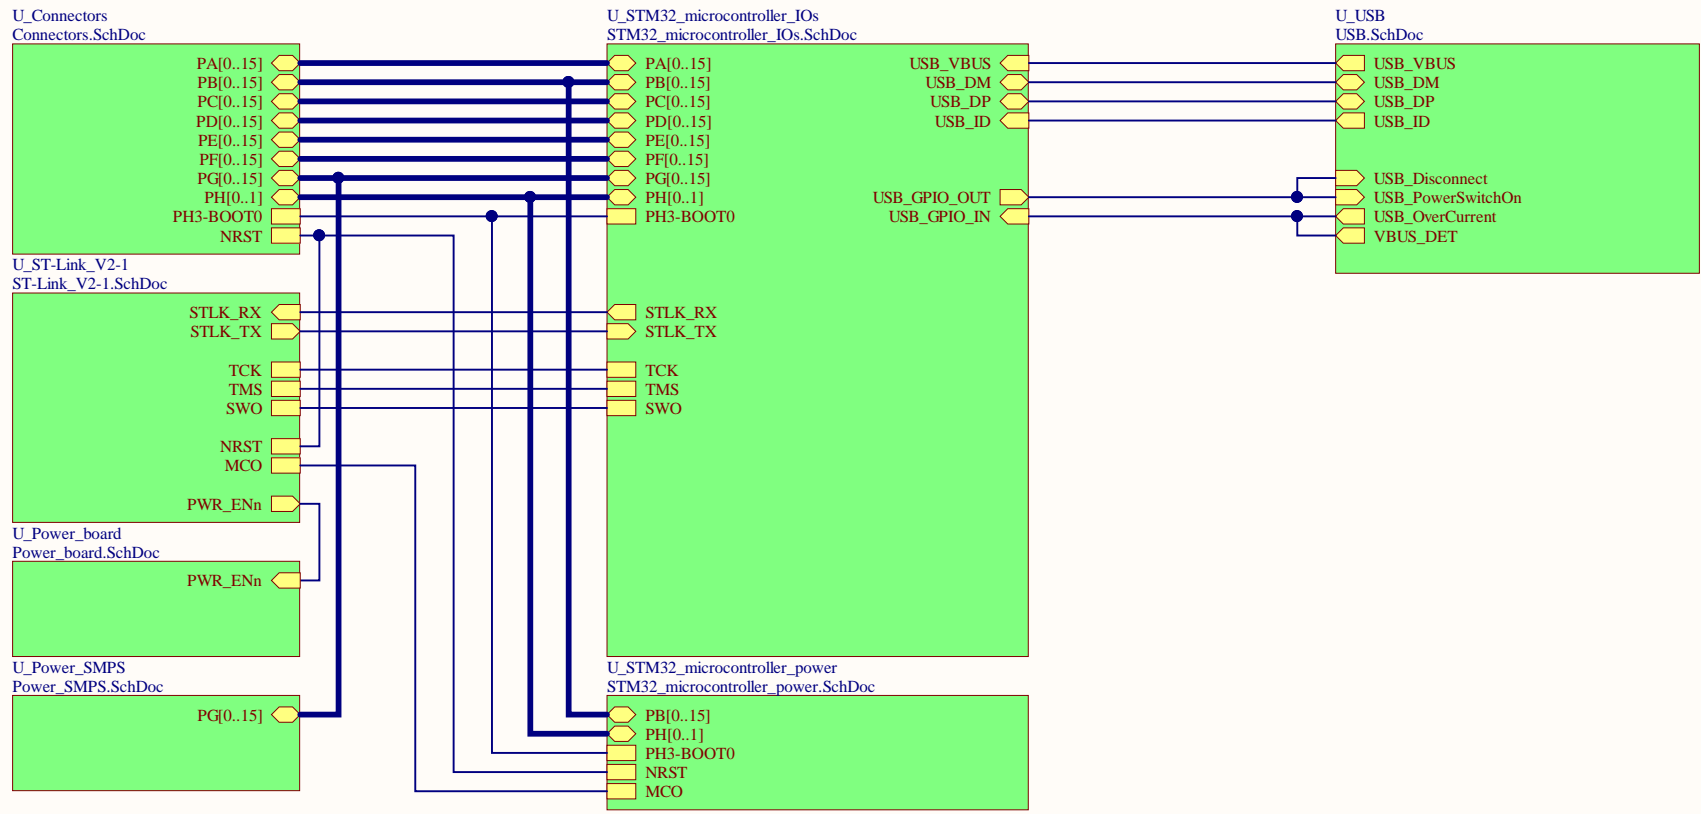 U_Connectors
Connectors.SchDoc
PA[0..15]
PB[0..15]
PC[0..15]
PD[0..15]
PE[0..15]
PF[0..15]
PG[0..15]
PH[0..1]
PH3-BOOT0
NRST
U_ST-Link_V2-1
ST-Link_V2-1.SchDoc
STLK_RX
STLK_TX
TCK
TMS
SWO
NRST
MCO
PWR_ENn
U_Power_board
Power_board.SchDoc
PWR_ENn
U_Power_SMPS
Power_SMPS.SchDoc
PG[0..15]
U_STM32_microcontroller_IOs
STM32_microcontroller_IOs.SchDoc
PA[0..15]
PB[0..15]
PC[0..15]
PD[0..15]
PE[0..15]
PF[0..15]
PG[0..15]
PH[0..1]
PH3-BOOT0
STLK_RX
STLK_TX
TCK
TMS
SWO
USB_VBUS
USB_DM
USB_DP
USB_ID
USB_GPIO_OUT
USB_GPIO_IN
U_STM32_microcontroller_power
STM32_microcontroller_power.SchDoc
PB[0..15]
PH[0..1]
PH3-BOOT0
NRST
MCO
U_USB
USB.SchDoc
USB_VBUS
USB_DM
USB_DP
USB_ID
USB_Disconnect
USB_PowerSwitchOn
USB_OverCurrent
VBUS_DET